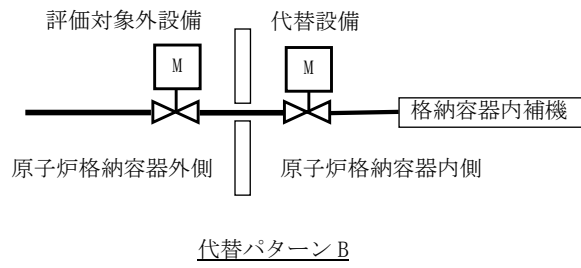 評価対象外設備
代替設備
M
M
格納容器内補機
原子炉格納容器外側
原子炉格納容器内側
代替パターン B